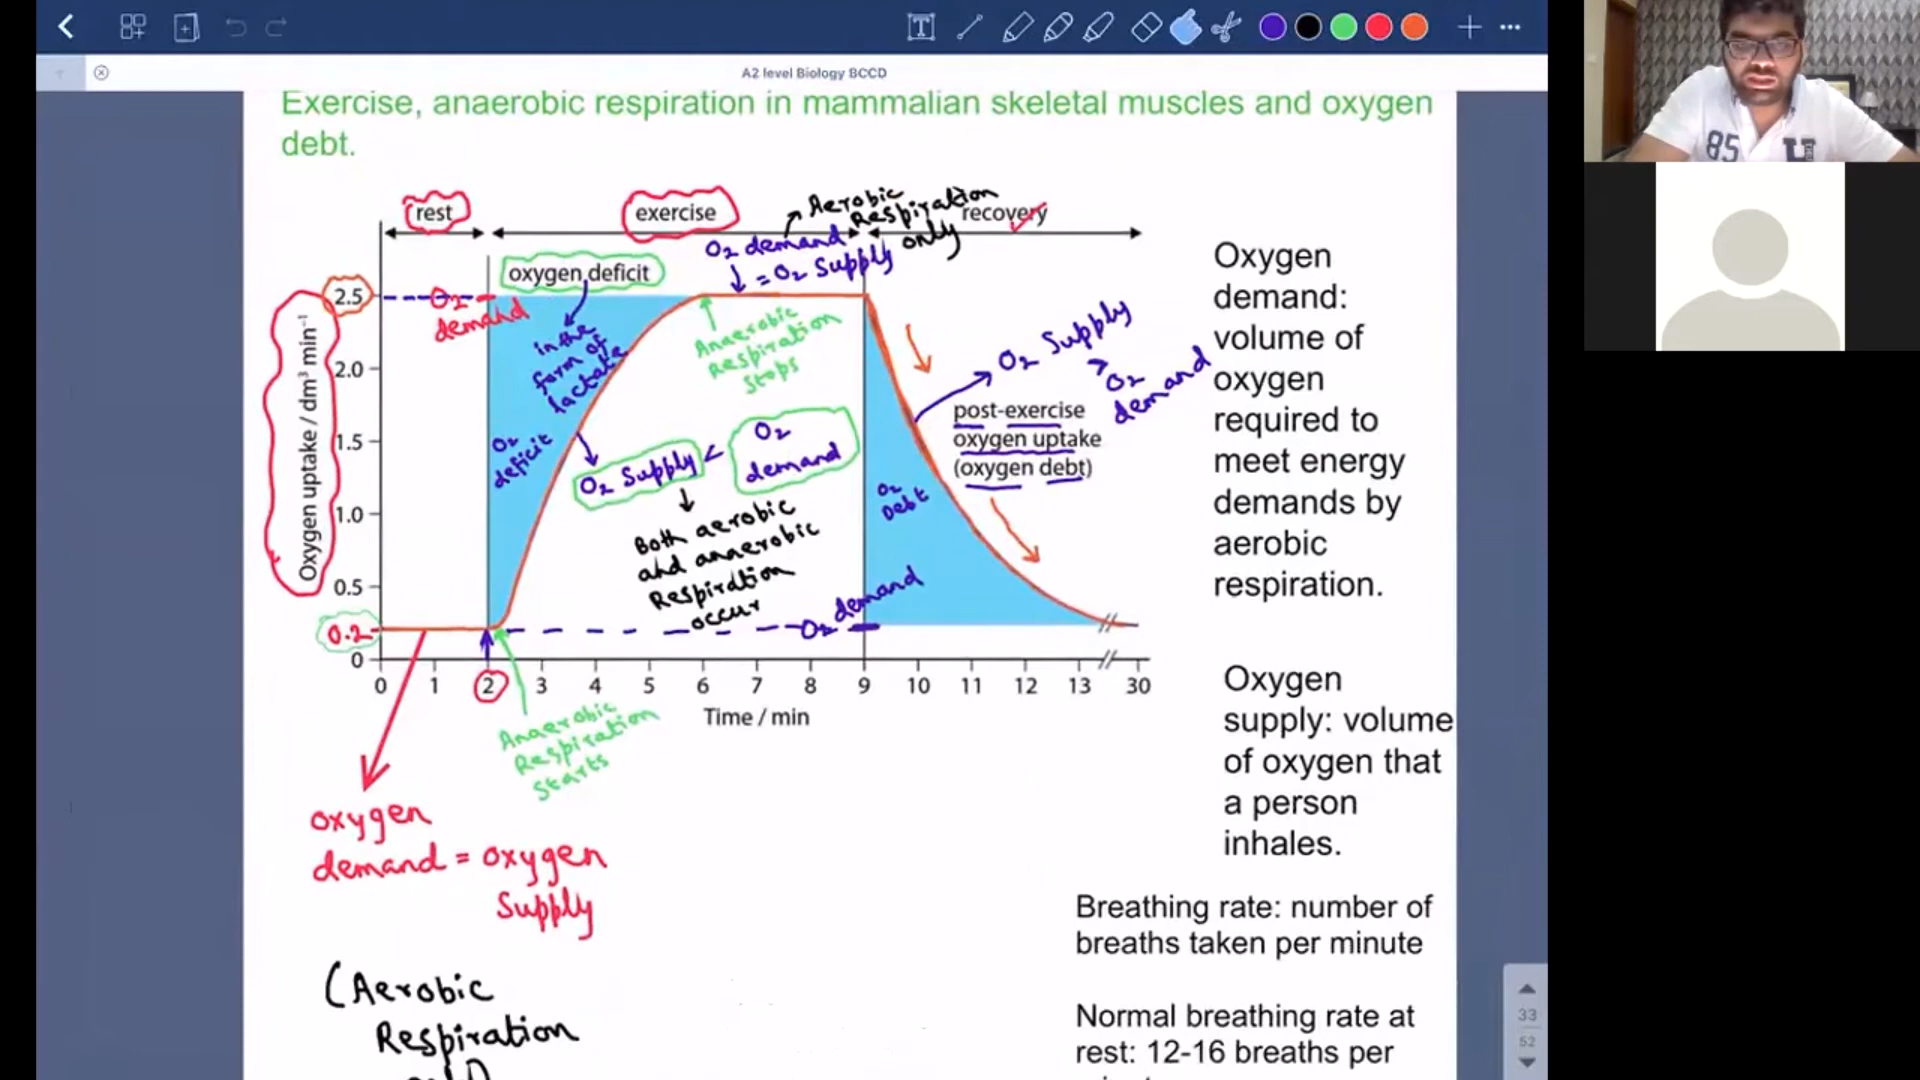 A2 level Biology BCCD
Exercise, anaerobic respiration in mammalian skeletal muscles and oxygen
debt.
rest
exercise
recovery
Aerobic
Respiration
only
O2 demand
= O2 Supply
oxygen deficit
2.5
O2
demand
in the
form of
lactate
Anaerobic
Respiration
Stops
O2 Supply
>
O2
demand
2.0
1.5
1.0
0.5
0.2
0
Oxygen uptake / dm³ min⁻¹
O2
deficit
O2 Supply < O2
demand
Both aerobic
and anaerobic
Respiration
occur
post-exercise
oxygen uptake
(oxygen debt)
O2
Debt
O2 demand
0 1 2 3 4 5 6 7 8 9 10 11 12 13 30
Time / min
Anaerobic
Respiration
Starts
oxygen
demand = oxygen
Supply
(Aerobic
Respiration
Oxygen
demand:
volume of
oxygen
required to
meet energy
demands by
aerobic
respiration.
Oxygen
supply: volume
of oxygen that
a person
inhales.
Breathing rate: number of
breaths taken per minute
Normal breathing rate at
rest: 12-16 breaths per
33
52
85
H